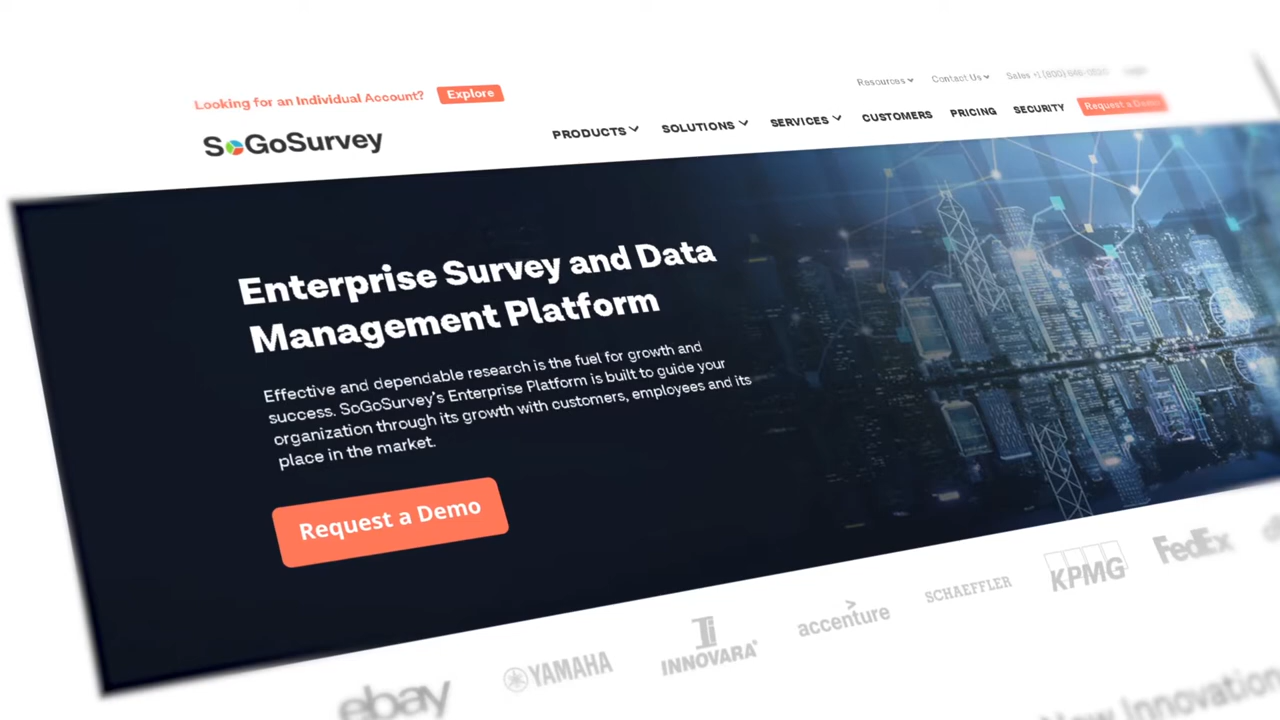 Looking for an Individual Account? Explore
Resources Contact Us Sales
SoGoSurvey
PRODUCTS SOLUTIONS SERVICES CUSTOMERS PRICING SECURITY Request a Demo
Enterprise Survey and Data
Management Platform
Effective and dependable research is the fuel for growth and
success. SoGoSurvey's Enterprise Platform is built to guide your
organization through its growth with customers, employees and its
place in the market.
Request a Demo
ebay YAMAHA INNOVARA accenture SCHAEFFLER KPMG FedEx
New Innovation